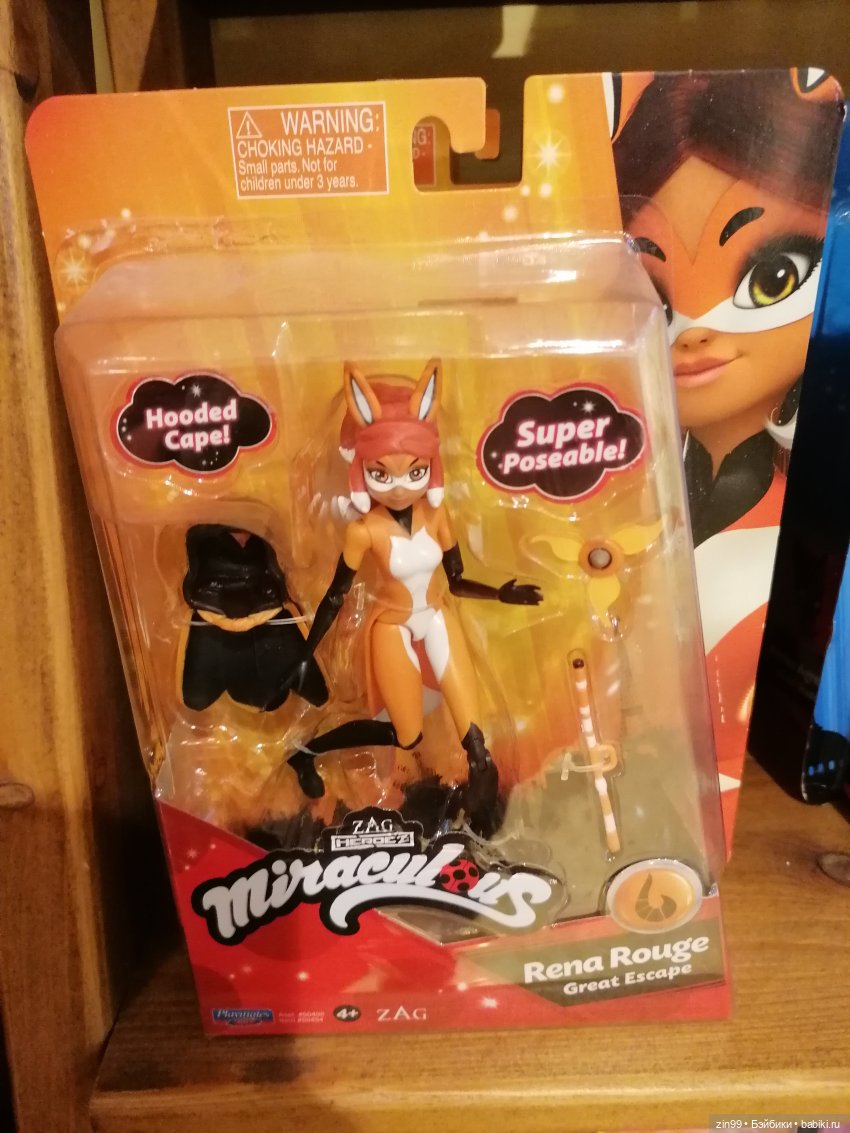 WARNING:
CHOKING HAZARD -
Small parts. Not for
children under 3 years.
Hooded
Cape!
Super
Poseable!
ZAG
HEROEZ
Miraculous
Rena Rouge
Great Escape
Playmates
4+
ZAG
zin99 • Бэйбики • babiki.ru